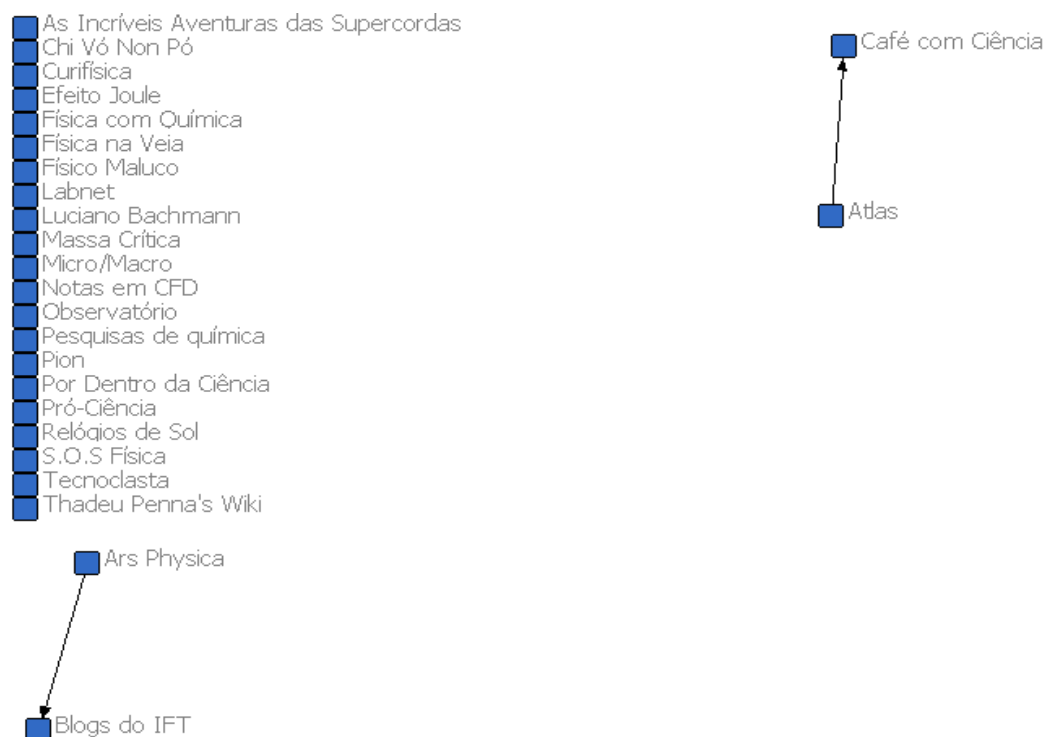 As Incríveis Aventuras das Supercordas
Chi Vó Non Pó
Curifísica
Efeito Joule
Física com Química
Física na Veia
Físico Maluco
Labnet
Luciano Bachmann
Massa Crítica
Micro/Macro
Notas em CFD
Observatório
Pesquisas de química
Pion
Por Dentro da Ciência
Pró-Ciência
Relógios de Sol
S.O.S Física
Tecnoclasta
Thadeu Penna's Wiki
Ars Physica
Blogs do IFT
Café com Ciência
Atlas